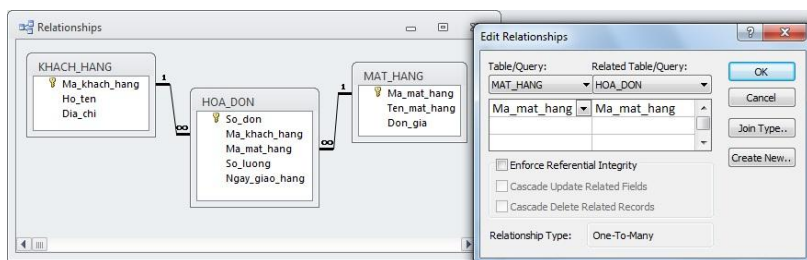 Relationships
KHACH_HANG
Ma_khach_hang
Ho_ten
Dia_chi
1
∞
HOA_DON
So_don
Ma_khach_hang
Ma_mat_hang
So_luong
Ngay_giao_hang
1
∞
MAT_HANG
Ma_mat_hang
Ten_mat_hang
Don_gia
Edit Relationships
Table/Query: Related Table/Query:
MAT_HANG HOA_DON
Ma_mat_hang Ma_mat_hang
Enforce Referential Integrity
Cascade Update Related Fields
Cascade Delete Related Records
Relationship Type: One-To-Many
OK
Cancel
Join Type..
Create New..